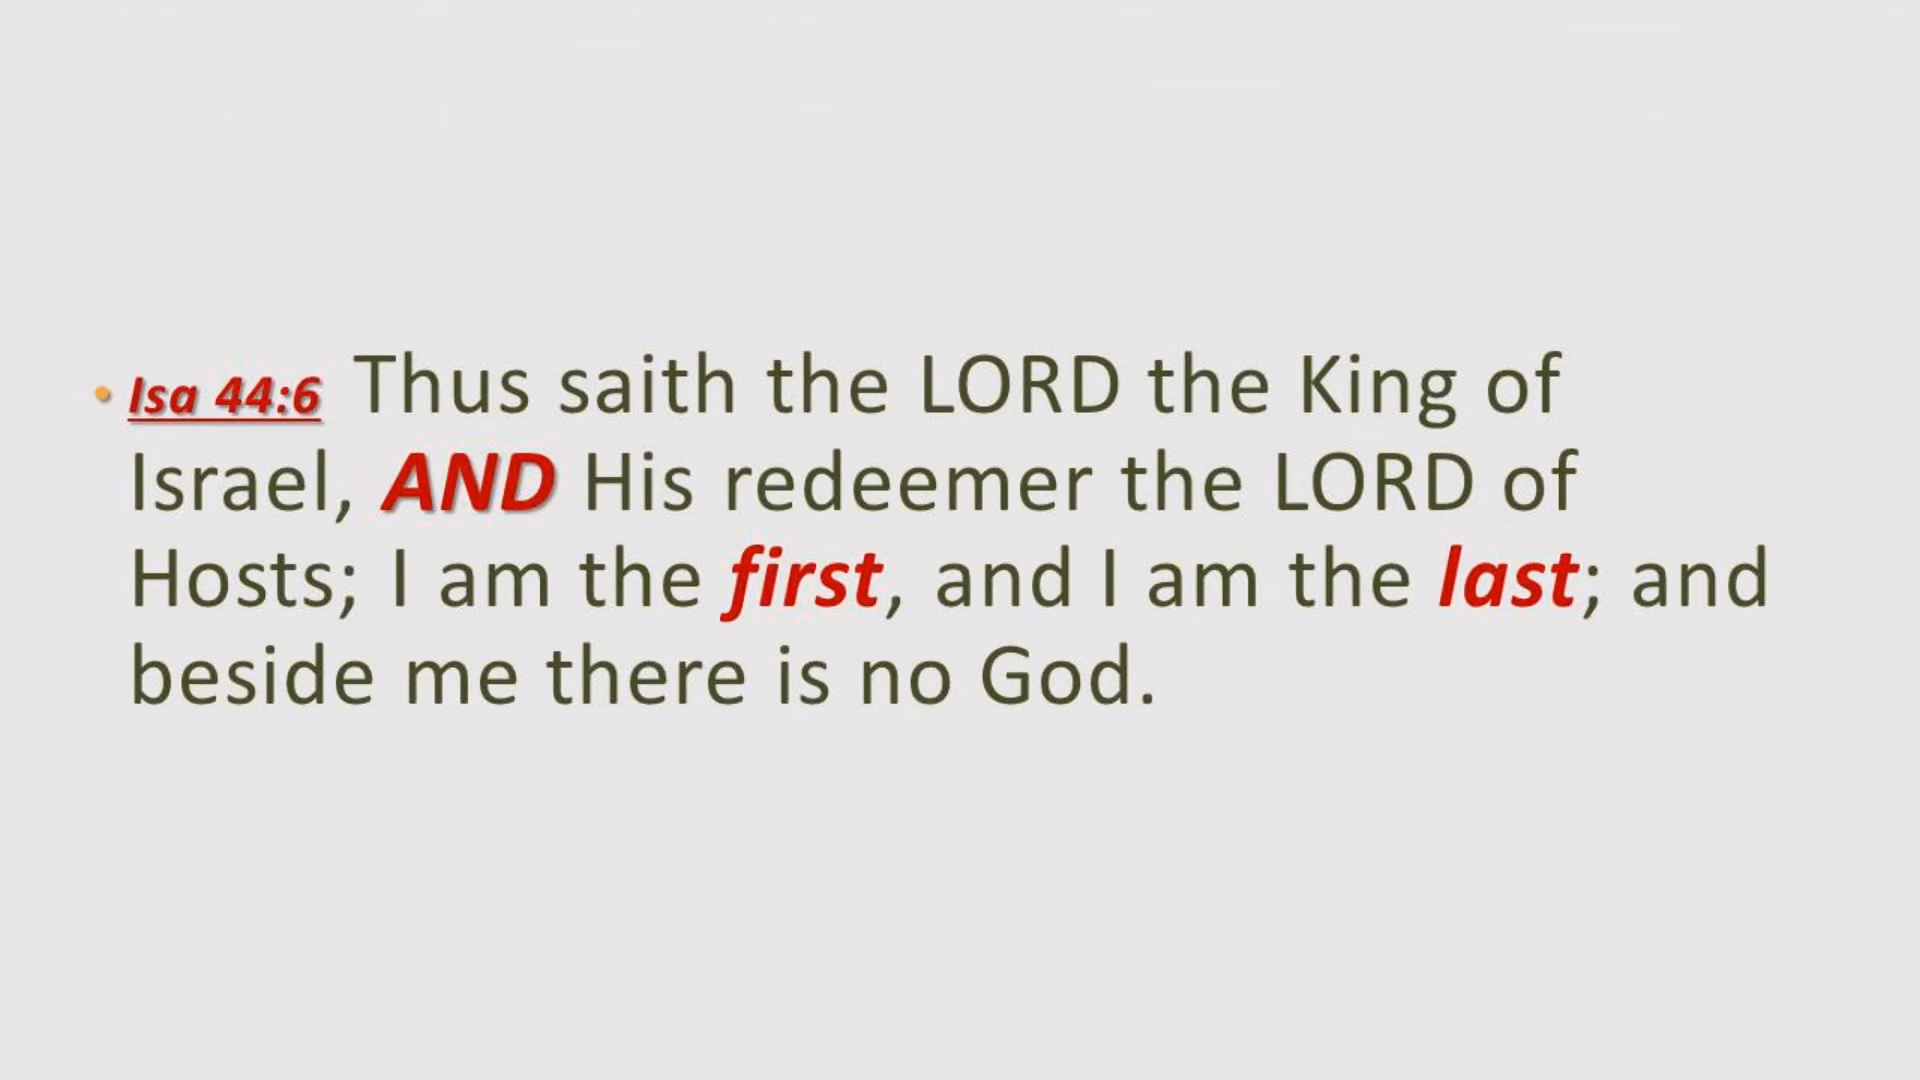 • Isa 44:6 Thus saith the LORD the King of
Israel, AND His redeemer the LORD of
Hosts; I am the first, and I am the last; and
beside me there is no God.